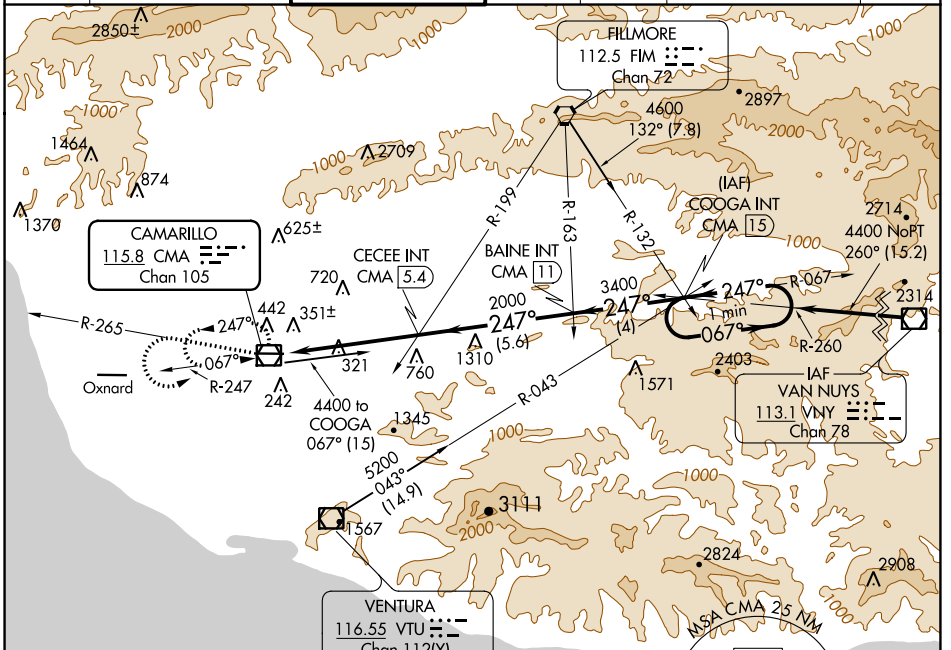 2850±
2000
1000
1000
FILLMORE
112.5 FIM
Chan 72
2897
4600
132° (7.8)
2000
1000
1464
874
1370
1000
2709
625±
CAMARILLO
115.8 CMA
Chan 105
720
CECEE INT
CMA 5.4
R-199
R-163
R-132
BAINE INT
CMA 11
(IAF)
COOGA INT
CMA 15
1000
2714
4400 NoPT
260° (15.2)
2314
R-265
442
351±
247°
067°
R-247
Oxnard
242
321
760
1310
2000
247°
(5.6)
3400
247°
(4)
247°
R-067
1 min
067°
R-260
4400 to
COOGA
067° (15)
1345
R-043
1571
2403
IAF
VAN NUYS
113.1 VNY
Chan 78
5200
043°
(14.9)
1000
1567
3111
2000
1000
2824
2908
1000
VENTURA
116.55 VTU
Chan 112(Y)
MSA CMA 25 NM